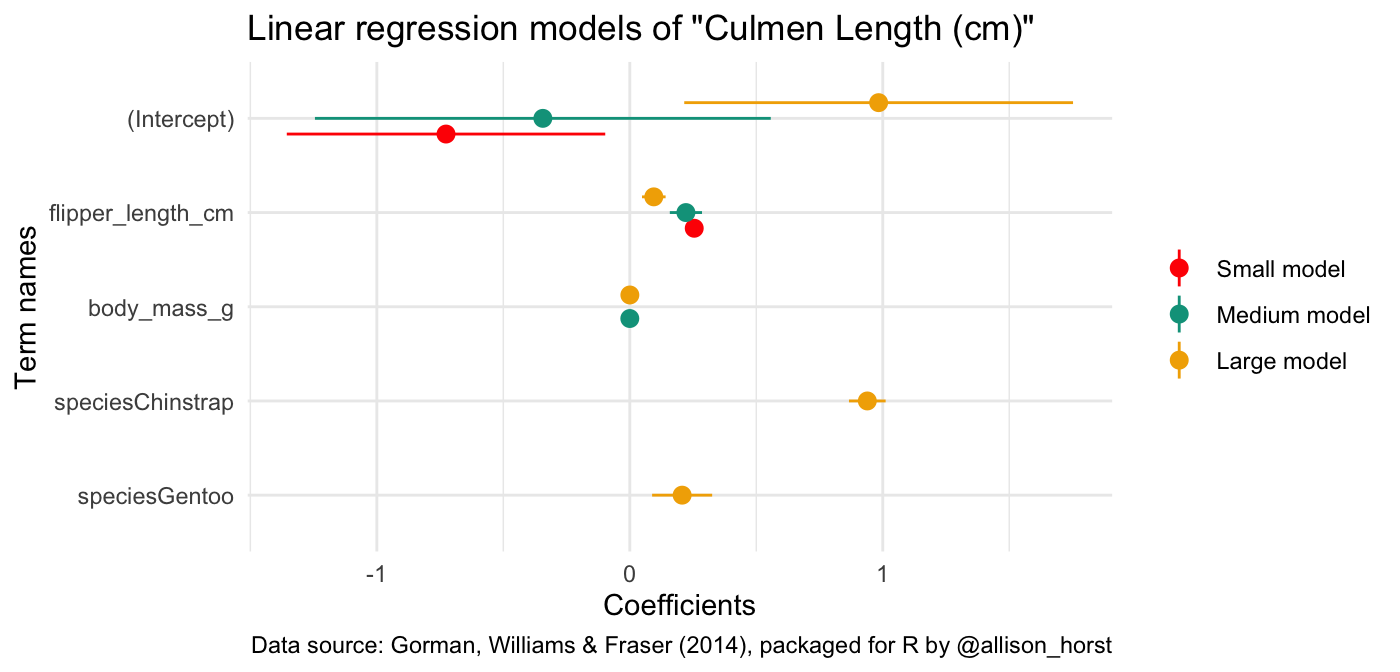 Linear regression models of "Culmen Length (cm)"
Term names
(Intercept)
flipper_length_cm
body_mass_g
speciesChinstrap
speciesGentoo
-1 0 1
Coefficients
Small model
Medium model
Large model
Data source: Gorman, Williams & Fraser (2014), packaged for R by @allison_horst